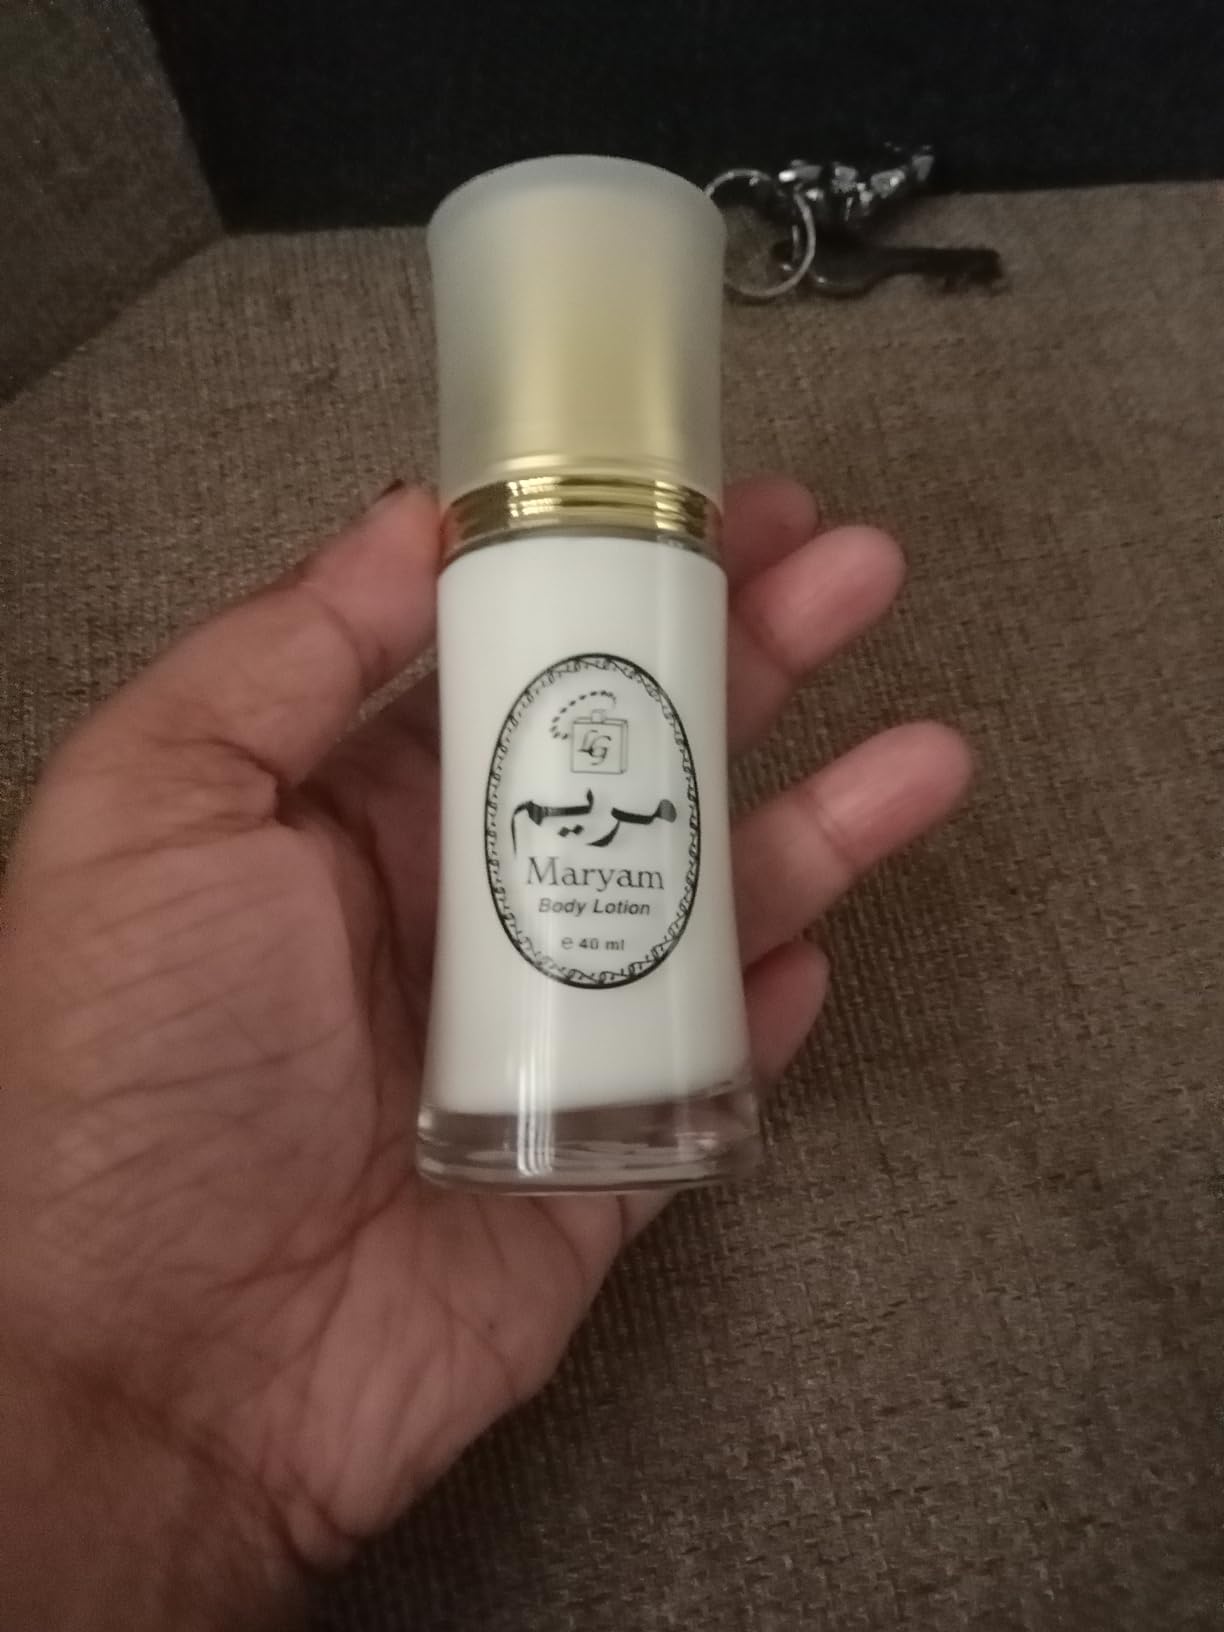 LG
مريم
Maryam
Body Lotion
℮ 40 ml